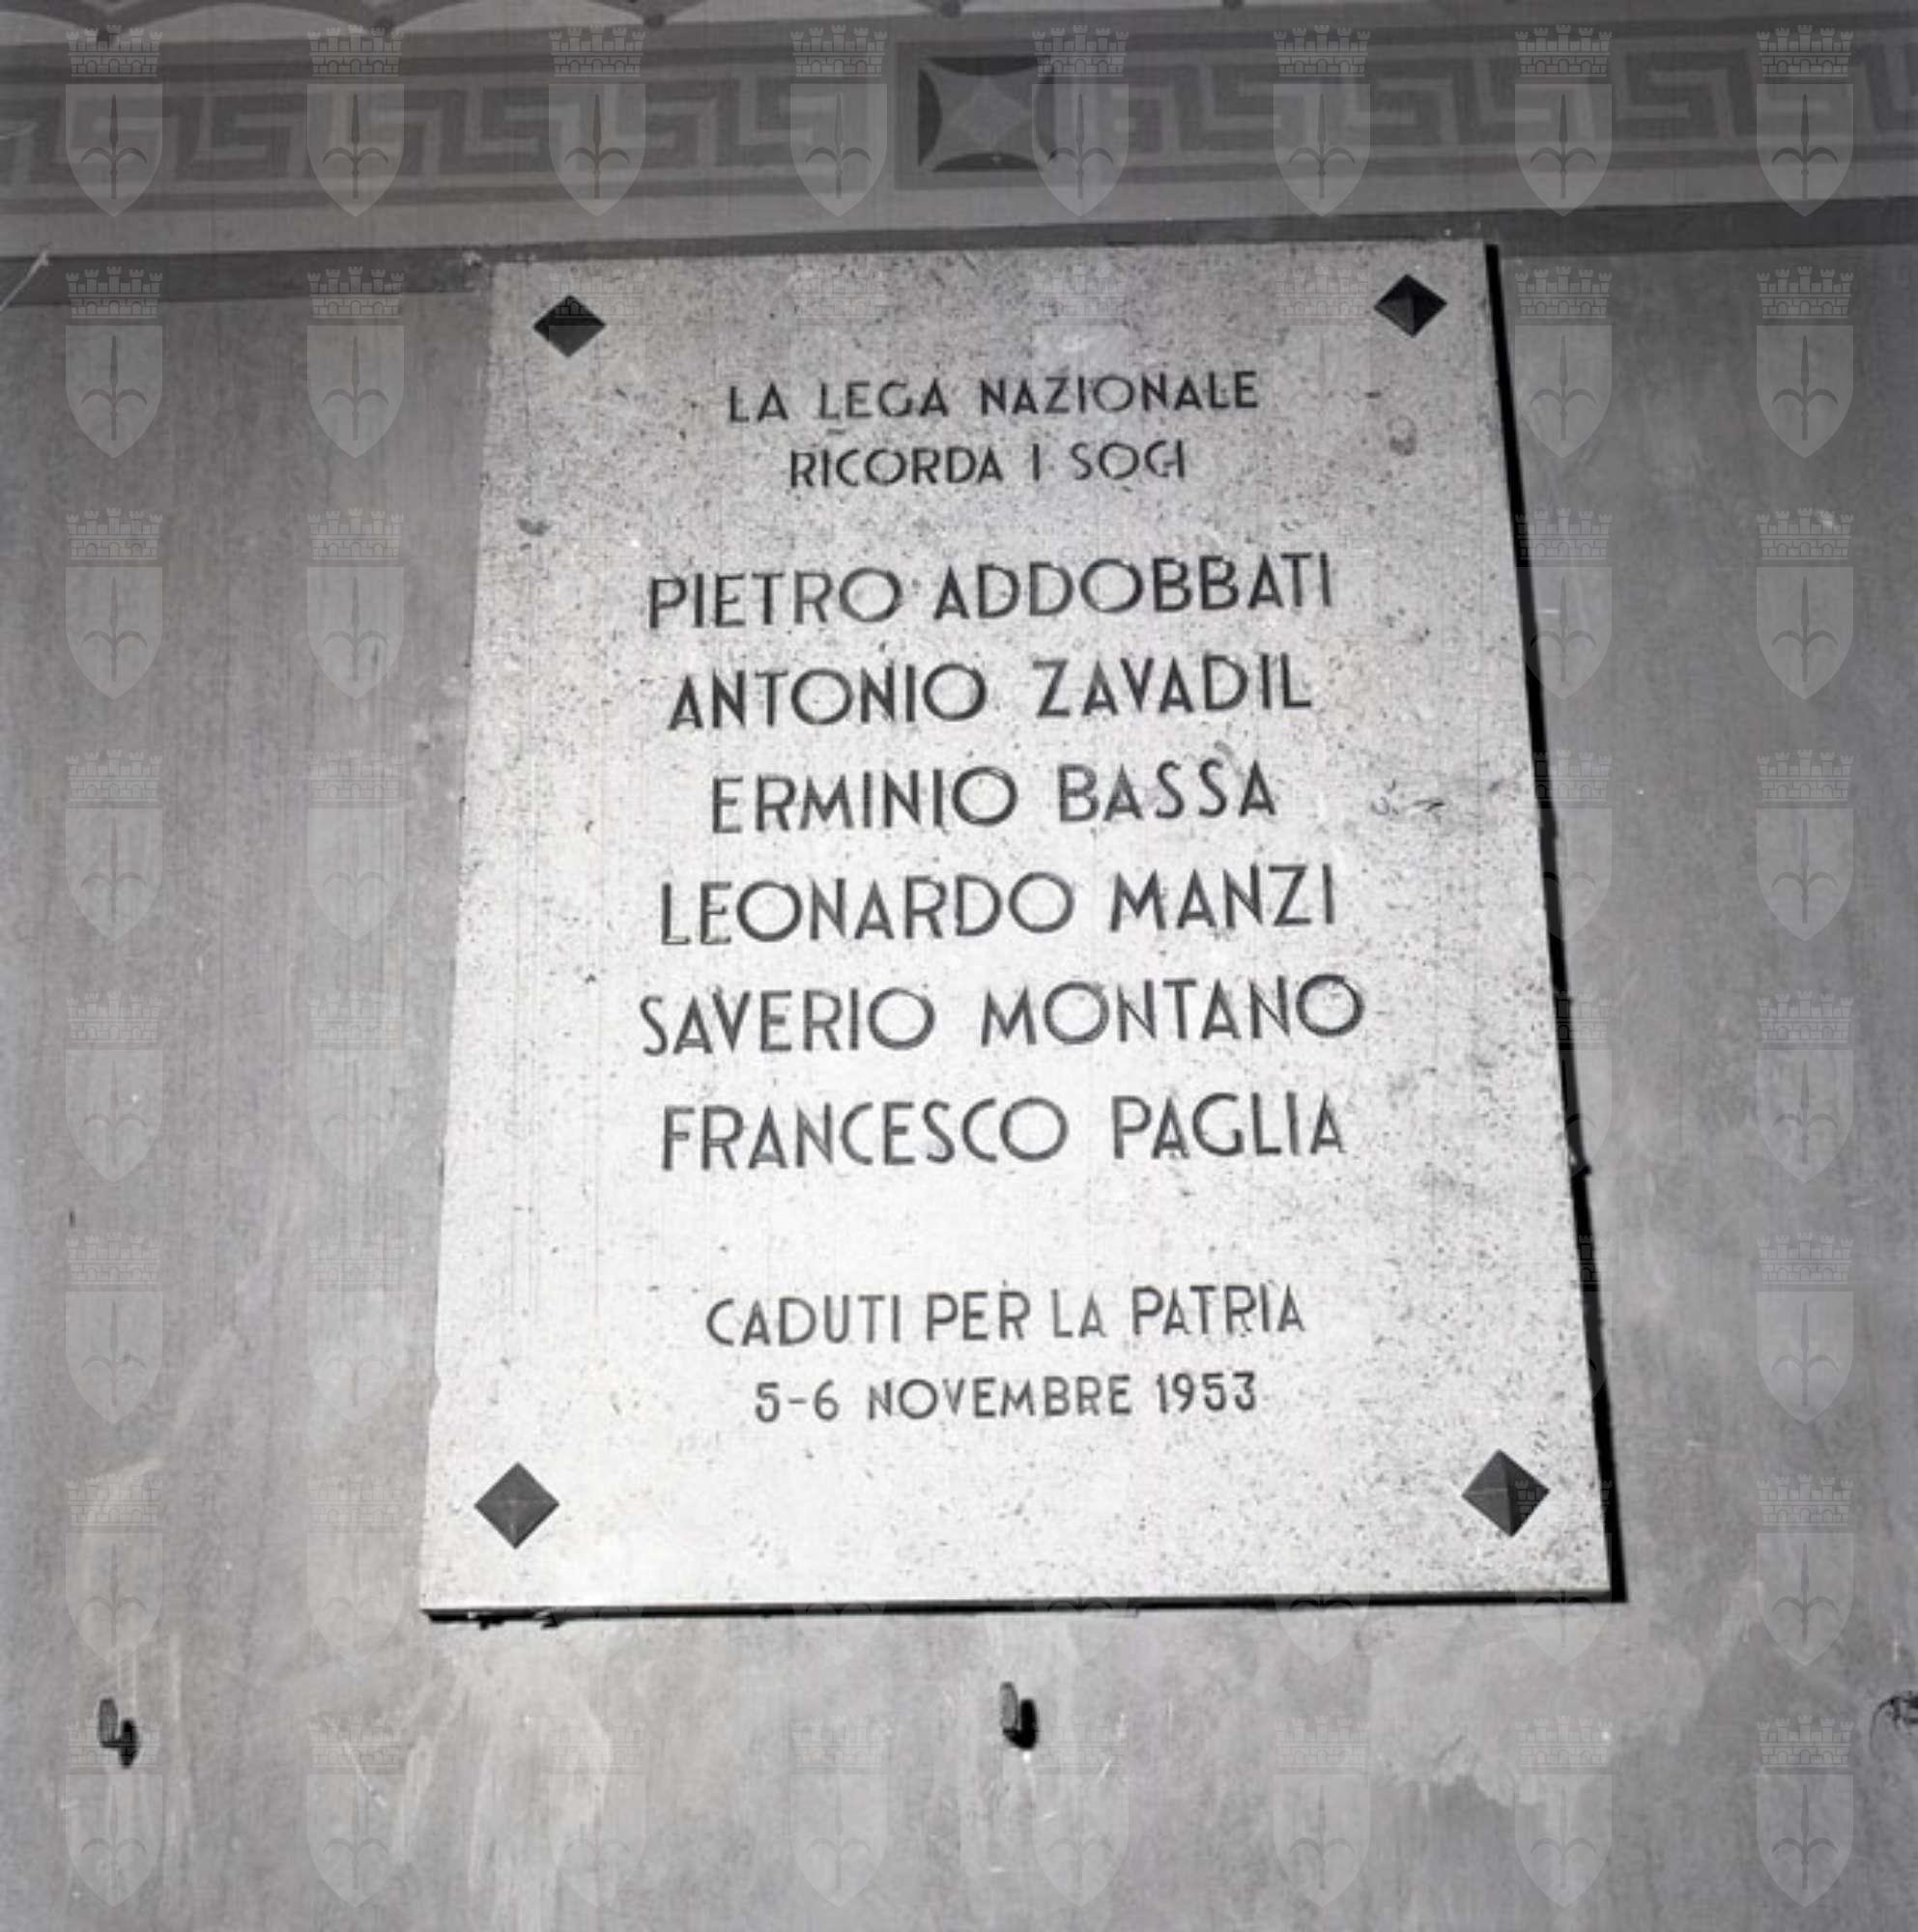 LA LEGA NAZIONALE
RICORDA I SOCI
PIETRO ADDOBBATI
ANTONIO ZAVADIL
ERMINIO BASSA
LEONARDO MANZI
SAVERIO MONTANO
FRANCESCO PAGLIA
CADUTI PER LA PATRIA
5-6 NOVEMBRE 1953